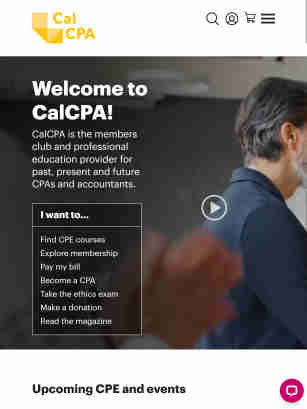 Cal
CPA
Welcome to
CalCPA!
CalCPA is the members
club and professional
education provider for
past, present and future
CPAs and accountants.
I want to...
Find CPE courses
Explore membership
Pay my bill
Become a CPA
Take the ethics exam
Make a donation
Read the magazine
Upcoming CPE and events